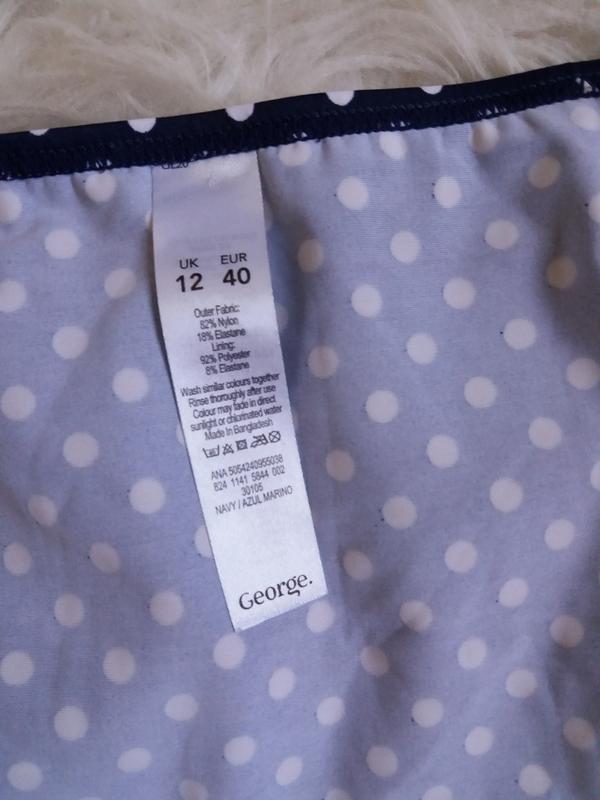 UK EUR
12 40
Outer Fabric:
82% Nylon
18% Elastane
Lining:
92% Polyester
8% Elastane
Wash similar colours together
Rinse thoroughly after use
Colour may fade in direct
sunlight or chlorinated water
Made In Bangladesh
ANA 5054240955038
824 1141 5844 002
30105
NAVY / AZUL MARINO
George.